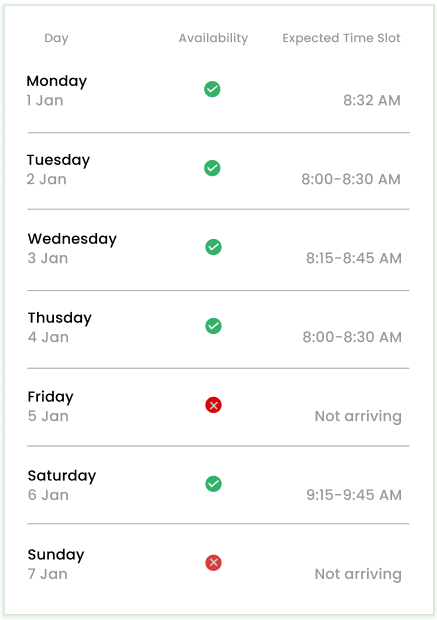 Day Availability Expected Time Slot
Monday
1 Jan 8:32 AM
Tuesday
2 Jan 8:00-8:30 AM
Wednesday
3 Jan 8:15-8:45 AM
Thusday
4 Jan 8:00-8:30 AM
Friday
5 Jan Not arriving
Saturday
6 Jan 9:15-9:45 AM
Sunday
7 Jan Not arriving